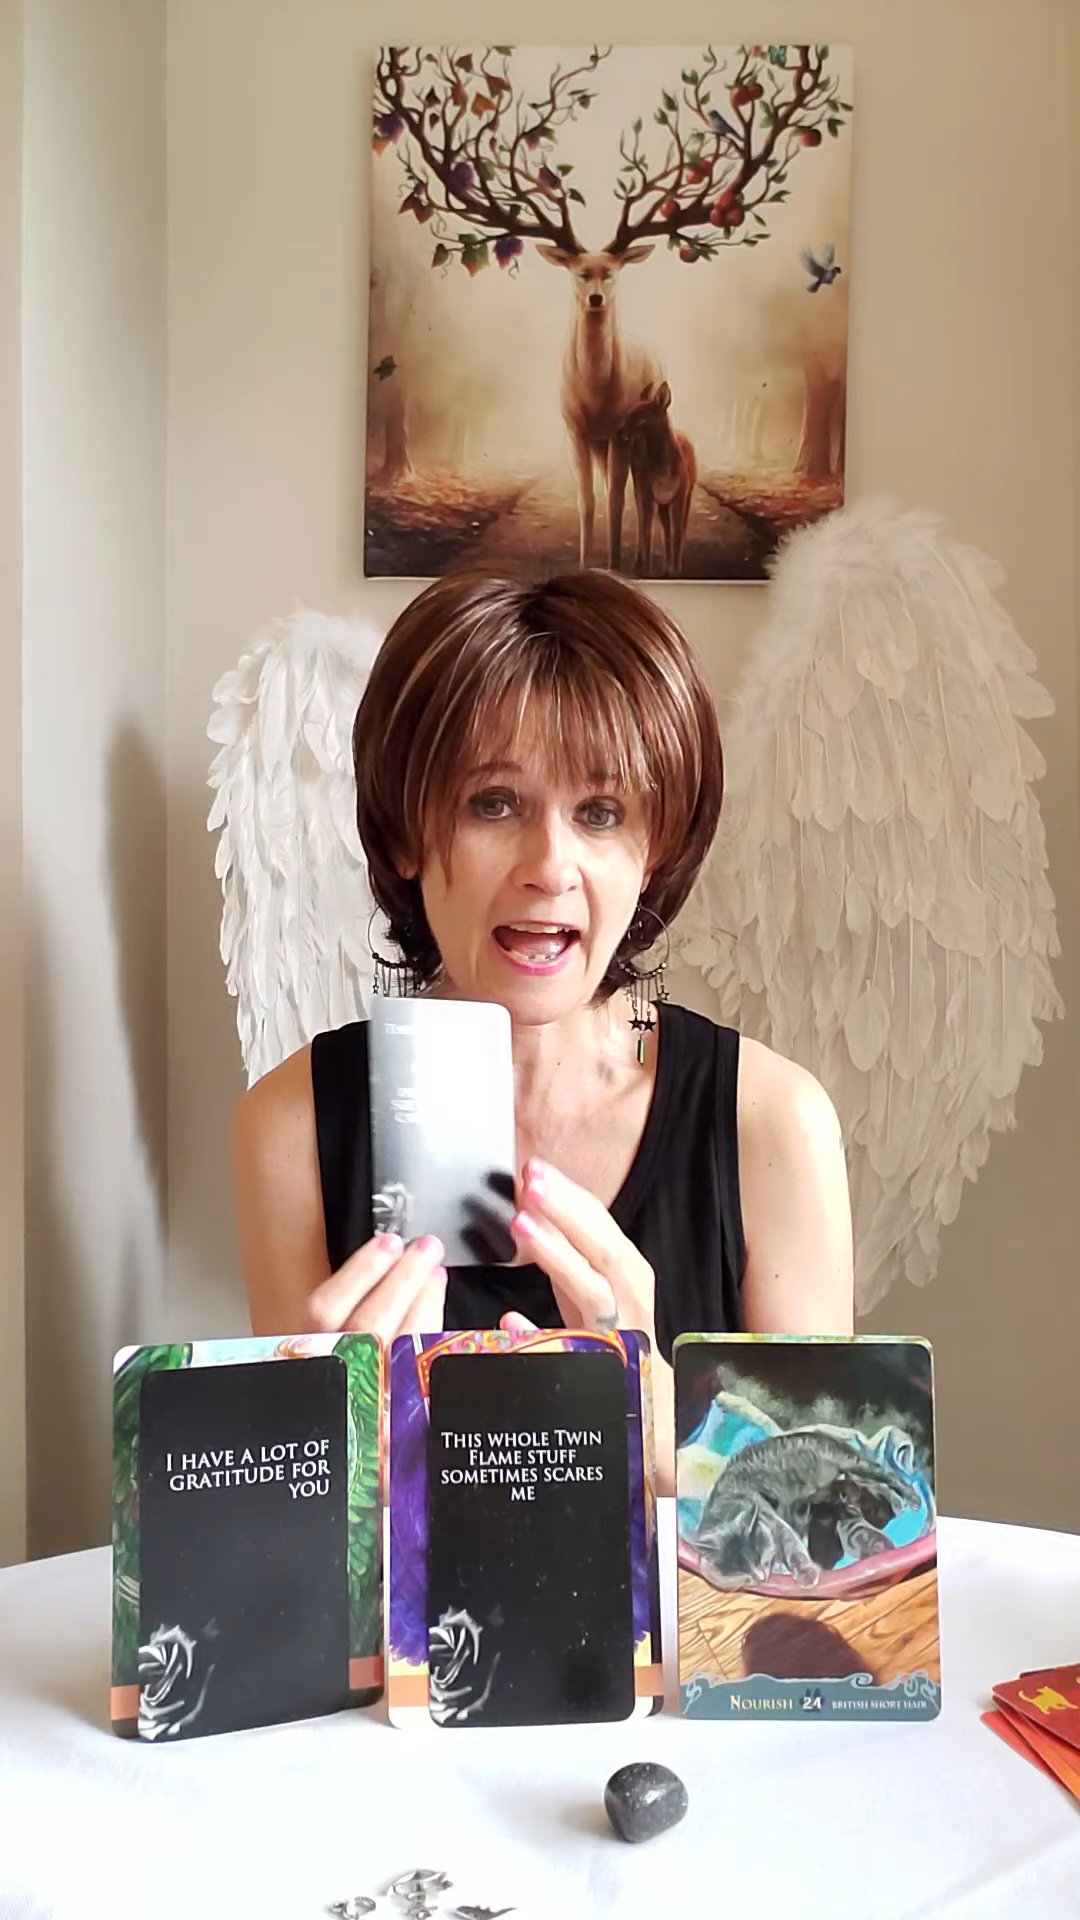 I HAVE A LOT OF
GRATITUDE FOR
YOU
THIS WHOLE TWIN
FLAME STUFF
SOMETIMES SCARES
ME
NOURISH 24 BRITISH SHORT HAIR